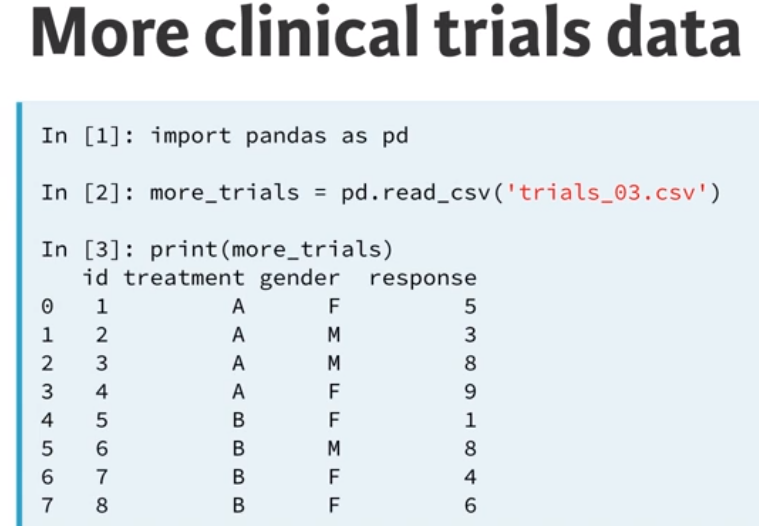 More clinical trials data
In [1]: import pandas as pd
In [2]: more_trials = pd.read_csv('trials_03.csv')
In [3]: print(more_trials)
id treatment gender response
0 1 A F 5
1 2 A M 3
2 3 A M 8
3 4 A F 9
4 5 B F 1
5 6 B M 8
6 7 B F 4
7 8 B F 6